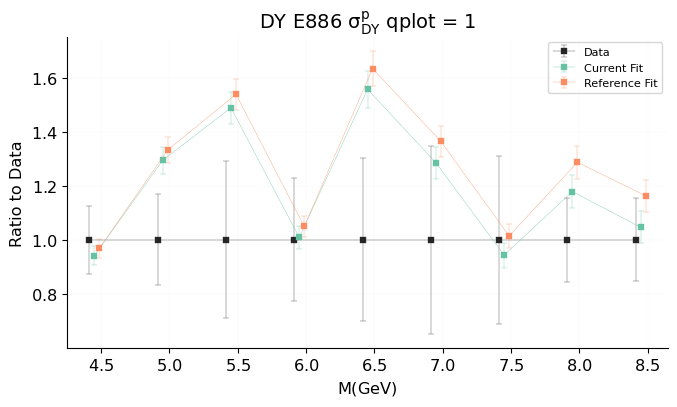 DY E886 σ^p_DY qplot = 1
Data
Current Fit
Reference Fit
Ratio to Data
1.6
1.4
1.2
1.0
0.8
4.5 5.0 5.5 6.0 6.5 7.0 7.5 8.0 8.5
M(GeV)